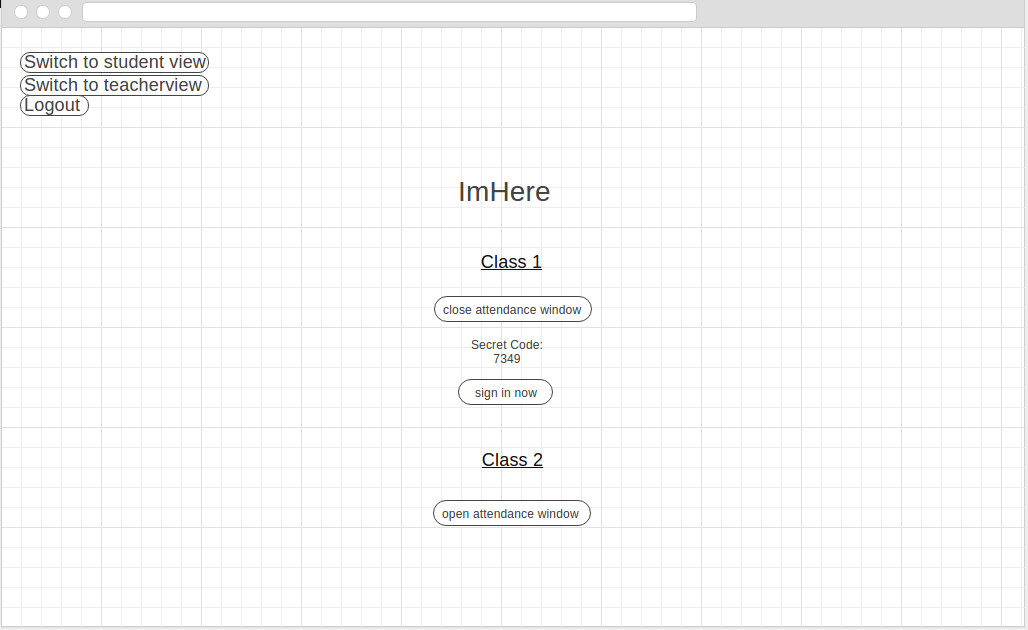 Switch to student view
Switch to teacherview
Logout
ImHere
Class 1
close attendance window
Secret Code:
7349
sign in now
Class 2
open attendance window